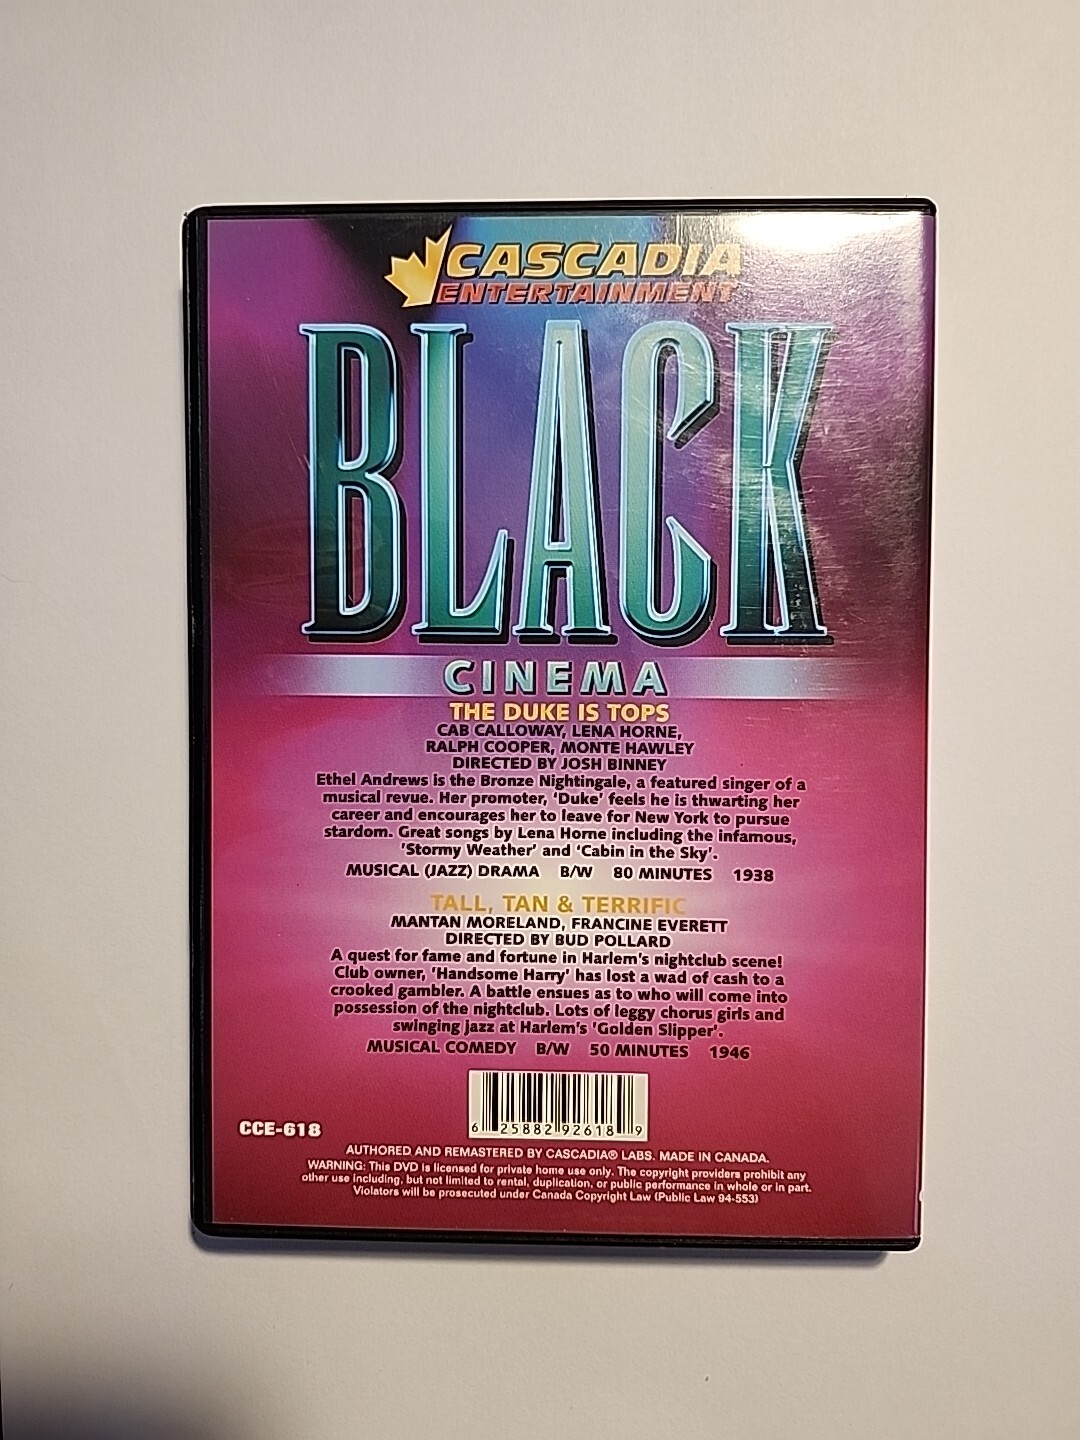 CASCADIA
ENTERTAINMENT
BLACK
CINEMA
THE DUKE IS TOPS
CAB CALLOWAY, LENA HORNE,
RALPH COOPER, MONTE HAWLEY
DIRECTED BY JOSH BINNEY
Ethel Andrews is the Bronze Nightingale, a featured singer of a
musical revue. Her promoter, 'Duke' feels he is thwarting her
career and encourages her to leave for New York to pursue
stardom. Great songs by Lena Horne including the infamous,
'Stormy Weather' and 'Cabin in the Sky'.
MUSICAL (JAZZ) DRAMA B/W 80 MINUTES 1938
TALL, TAN & TERRIFIC
MANTAN MORELAND, FRANCINE EVERETT
DIRECTED BY BUD POLLARD
A quest for fame and fortune in Harlem's nightclub scene!
Club owner, 'Handsome Harry' has lost a wad of cash to a
crooked gambler. A battle ensues as to who will come into
possession of the nightclub. Lots of leggy chorus girls and
swinging jazz at Harlem's 'Golden Slipper'.
MUSICAL COMEDY B/W 50 MINUTES 1946
6 25882 92618 9
CCE-618
AUTHORED AND REMASTERED BY CASCADIA® LABS. MADE IN CANADA.
WARNING: This DVD is licensed for private home use only. The copyright providers prohibit any
other use including, but not limited to rental, duplication, or public performance in whole or in part.
Violators will be prosecuted under Canada Copyright Law (Public Law 94-553)